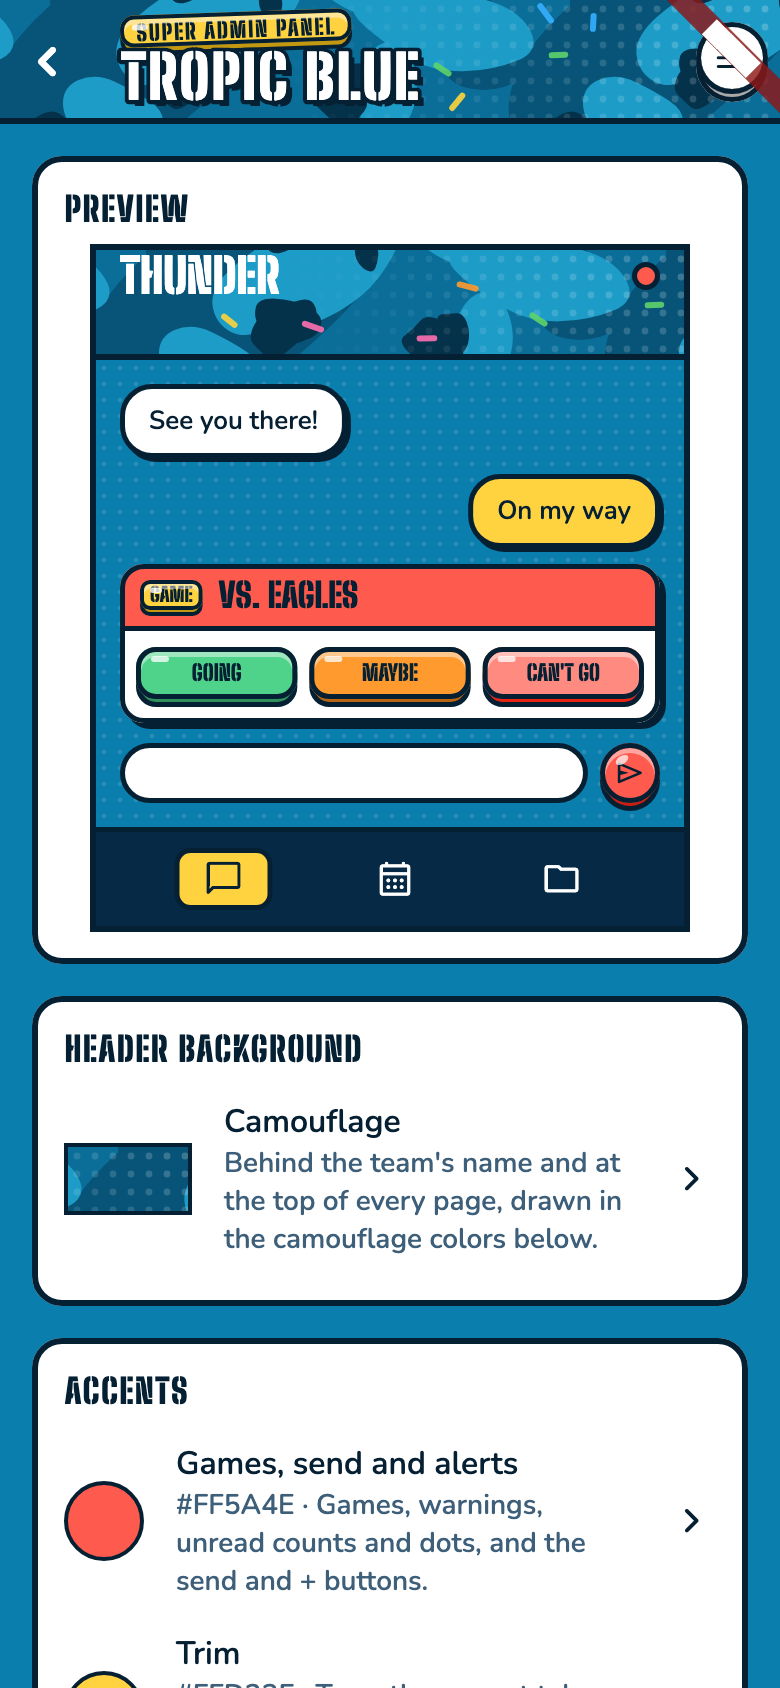 SUPER ADMIN PANEL
TROPIC BLUE
PREVIEW
THUNDER
See you there!
On my way
GAME
VS. EAGLES
GOING
MAYBE
CAN'T GO
HEADER BACKGROUND
Camouflage
Behind the team's name and at
the top of every page, drawn in
the camouflage colors below.
ACCENTS
Games, send and alerts
#FF5A4E · Games, warnings,
unread counts and dots, and the
send and + buttons.
Trim